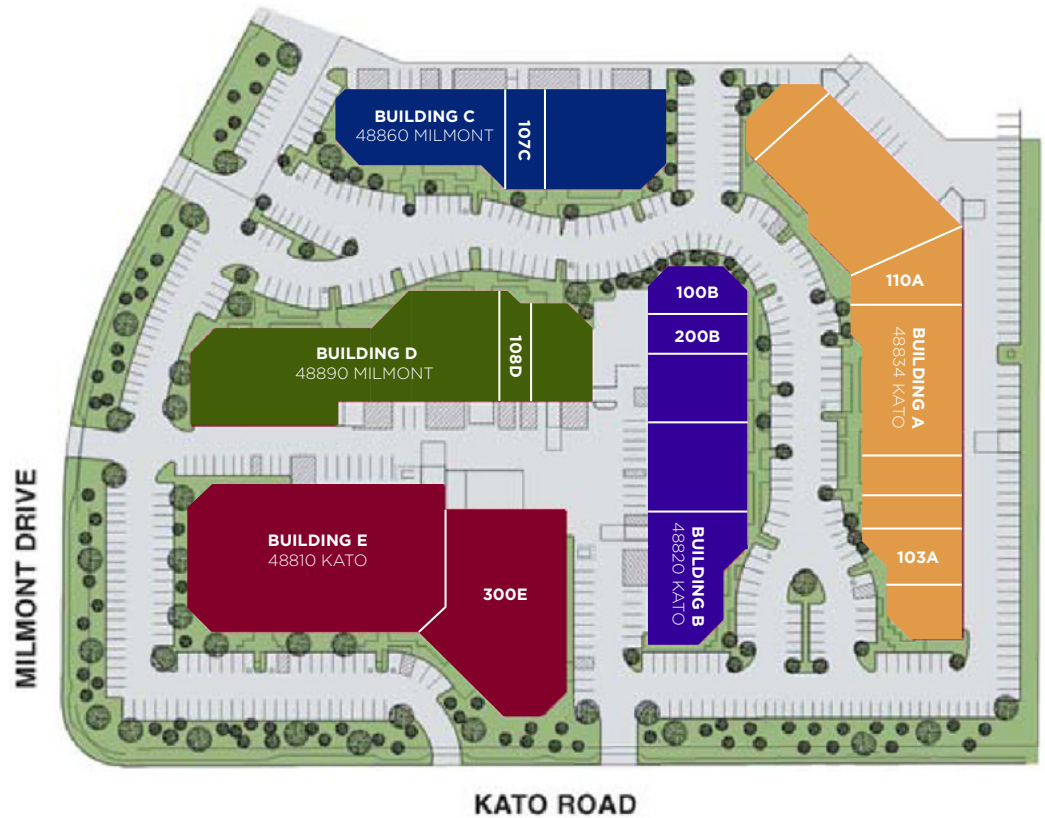 BUILDING C
48860 MILMONT
107C
110A
100B
200B
BUILDING A
48834 KATO
BUILDING D
48890 MILMONT
108D
BUILDING E
48810 KATO
300E
BUILDING B
48820 KATO
103A
MILMONT DRIVE
KATO ROAD